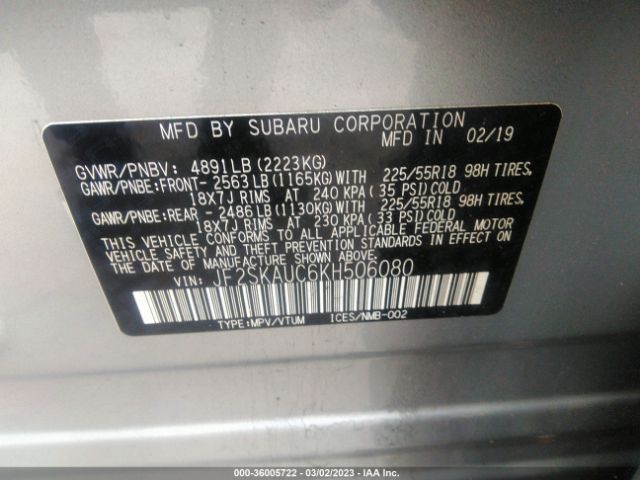 MFD BY SUBARU CORPORATION
MFD IN 02/19
GVWR/PNBV: 4891LB (2223KG)
GAWR/PNBE:FRONT- 2563LB (1165KG)WITH 225/55R18 98H TIRES,
18X7J RIMS AT 240 KPA(35 PSI)COLD
GAWR/PNBE:REAR - 2486LB (1130KG)WITH 225/55R18 98H TIRES,
18X7J RIMS AT 230 KPA(33 PSI)COLD
THIS VEHICLE CONFORMS TO ALL APPLICABLE FEDERAL MOTOR
VEHICLE SAFETY STANDARDS IN EFFECT ON
THE DATE OF MANUFACTURE SHOWN ABOVE.
VIN: JF2SKAUC6KH506080
TYPE:MPV/VTUM ICES/NMB-002
000-36005722 - 03/02/2023 - IAA Inc.